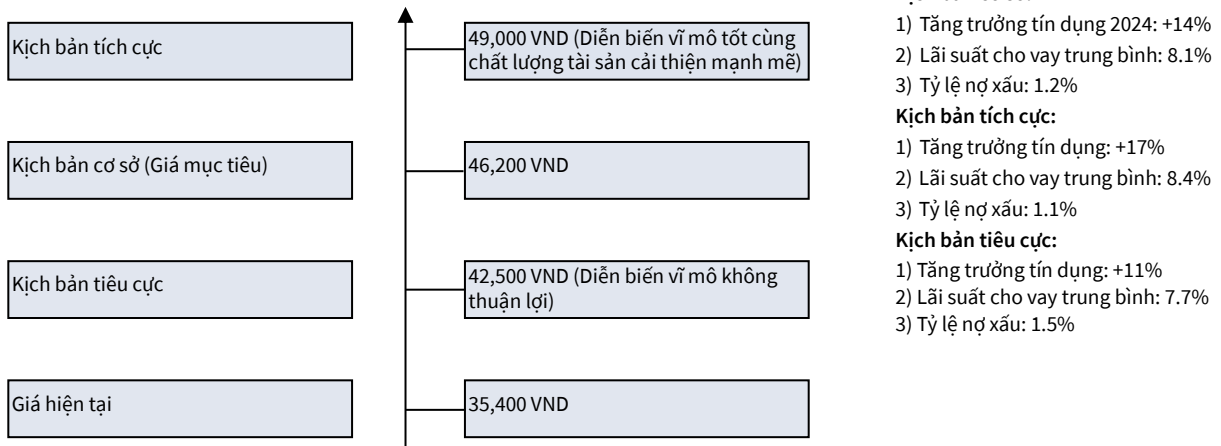 Kịch bản tích cực
49,000 VND (Diễn biến vĩ mô tốt cùng
chất lượng tài sản cải thiện mạnh mẽ)
Kịch bản cơ sở (Giá mục tiêu)
46,200 VND
Kịch bản tiêu cực
42,500 VND (Diễn biến vĩ mô không
thuận lợi)
Giá hiện tại
35,400 VND
1) Tăng trưởng tín dụng 2024: +14%
2) Lãi suất cho vay trung bình: 8.1%
3) Tỷ lệ nợ xấu: 1.2%
Kịch bản tích cực:
1) Tăng trưởng tín dụng: +17%
2) Lãi suất cho vay trung bình: 8.4%
3) Tỷ lệ nợ xấu: 1.1%
Kịch bản tiêu cực:
1) Tăng trưởng tín dụng: +11%
2) Lãi suất cho vay trung bình: 7.7%
3) Tỷ lệ nợ xấu: 1.5%